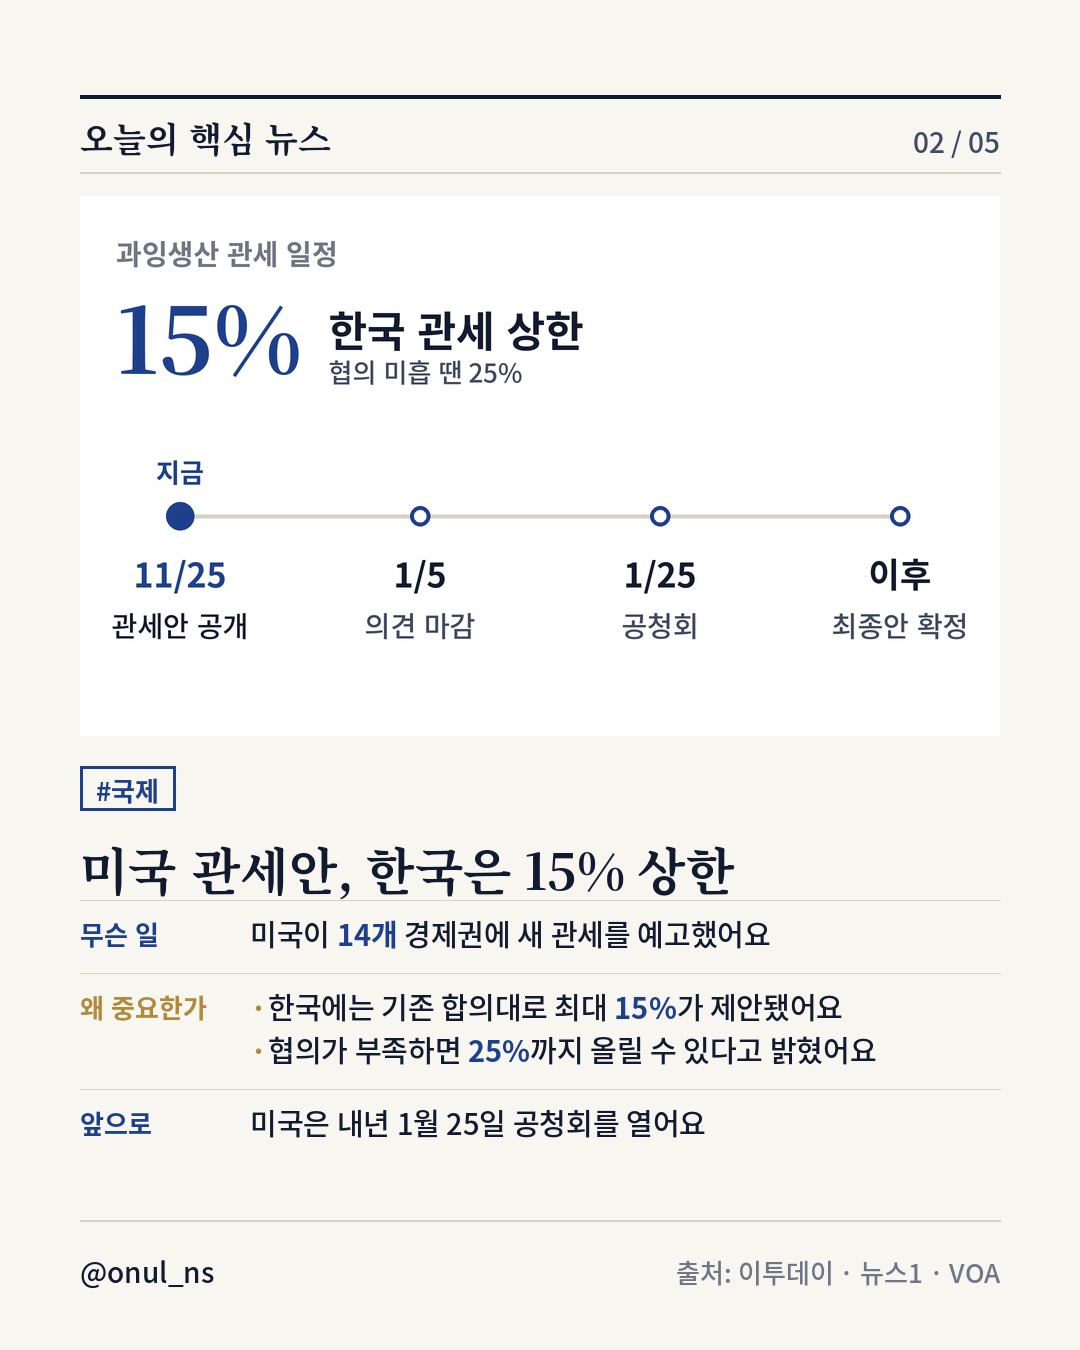 오늘의 핵심 뉴스
02 / 05
과잉생산 관세 일정
15%
한국 관세 상한
협의 미흡 땐 25%
지금
11/25
관세안 공개
1/5
의견 마감
1/25
공청회
이후
최종안 확정
#국제
미국 관세안, 한국은 15% 상한
무슨 일
미국이 14개 경제권에 새 관세를 예고했어요
왜 중요한가
· 한국에는 기존 합의대로 최대 15%가 제안됐어요
· 협의가 부족하면 25%까지 올릴 수 있다고 밝혔어요
앞으로
미국은 내년 1월 25일 공청회를 열어요
@onul_ns
출처: 이투데이 · 뉴스1 · VOA